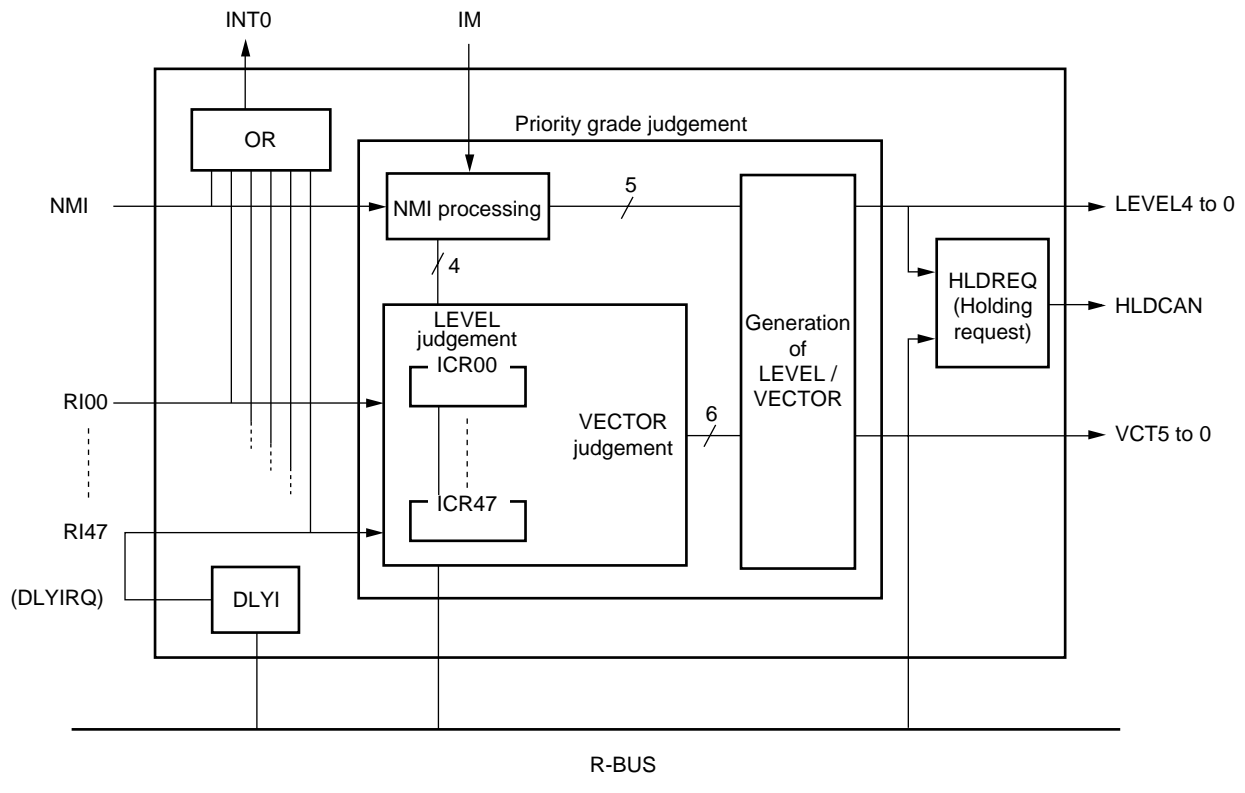 INT0
IM
OR
Priority grade judgement
NMI
NMI processing
5
LEVEL4 to 0
4
HLDREQ
(Holding
request)
HLDCAN
LEVEL
judgement
ICR00
Generation
of
LEVEL /
VECTOR
RI00
VECTOR
judgement
6
VCT5 to 0
ICR47
RI47
(DLYIRQ)
DLYI
R-BUS